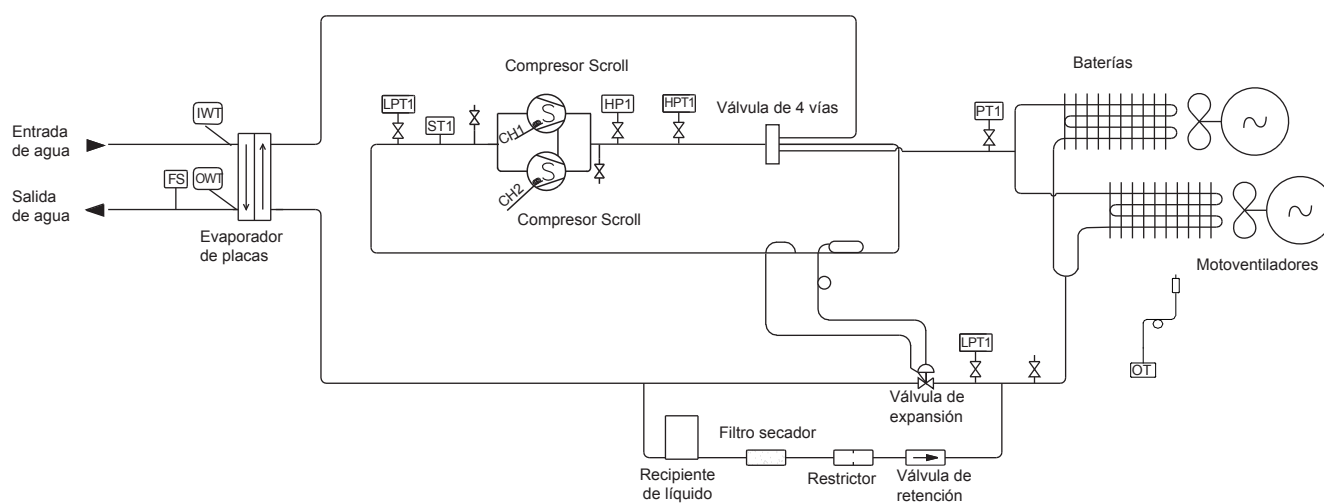 Compresor Scroll
Baterías
LPT1
ST1
CH1
S
HP1
HPT1
Válvula de 4 vías
PT1
IWT
Entrada
de agua
FS
OWT
Salida
de agua
S
CH2
Compresor Scroll
Evaporador
de placas
Motoventiladores
LPT1
OT
Válvula de
expansión
Filtro secador
Recipiente
de líquido
Restrictor
Válvula de
retención